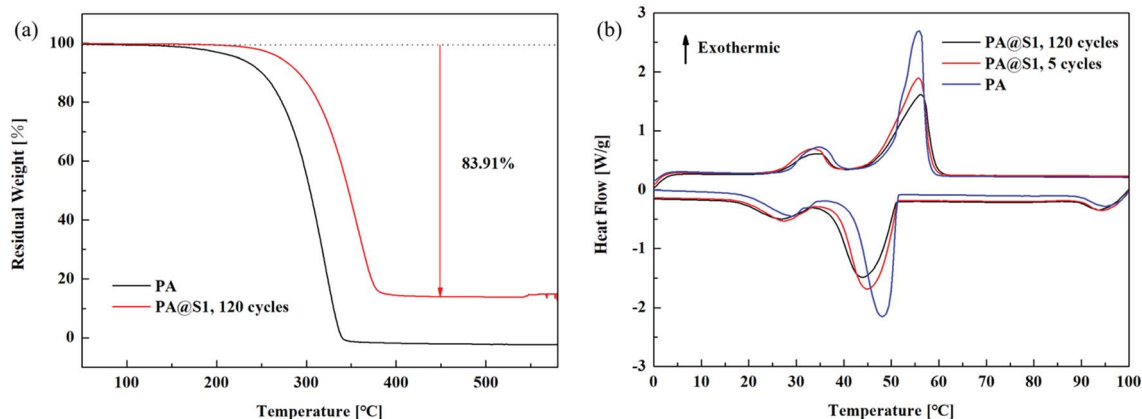 (a)
100
80
60
40
20
0
Residual Weight [%]
83.91%
PA
PA@S1, 120 cycles
100
200
300
400
500
Temperature [°C]
(b)
Exothermic
PA@S1, 120 cycles
PA@S1, 5 cycles
PA
3
2
1
0
-1
-2
-3
Heat Flow [W/g]
0
10
20
30
40
50
60
70
80
90
100
Temperature [°C]